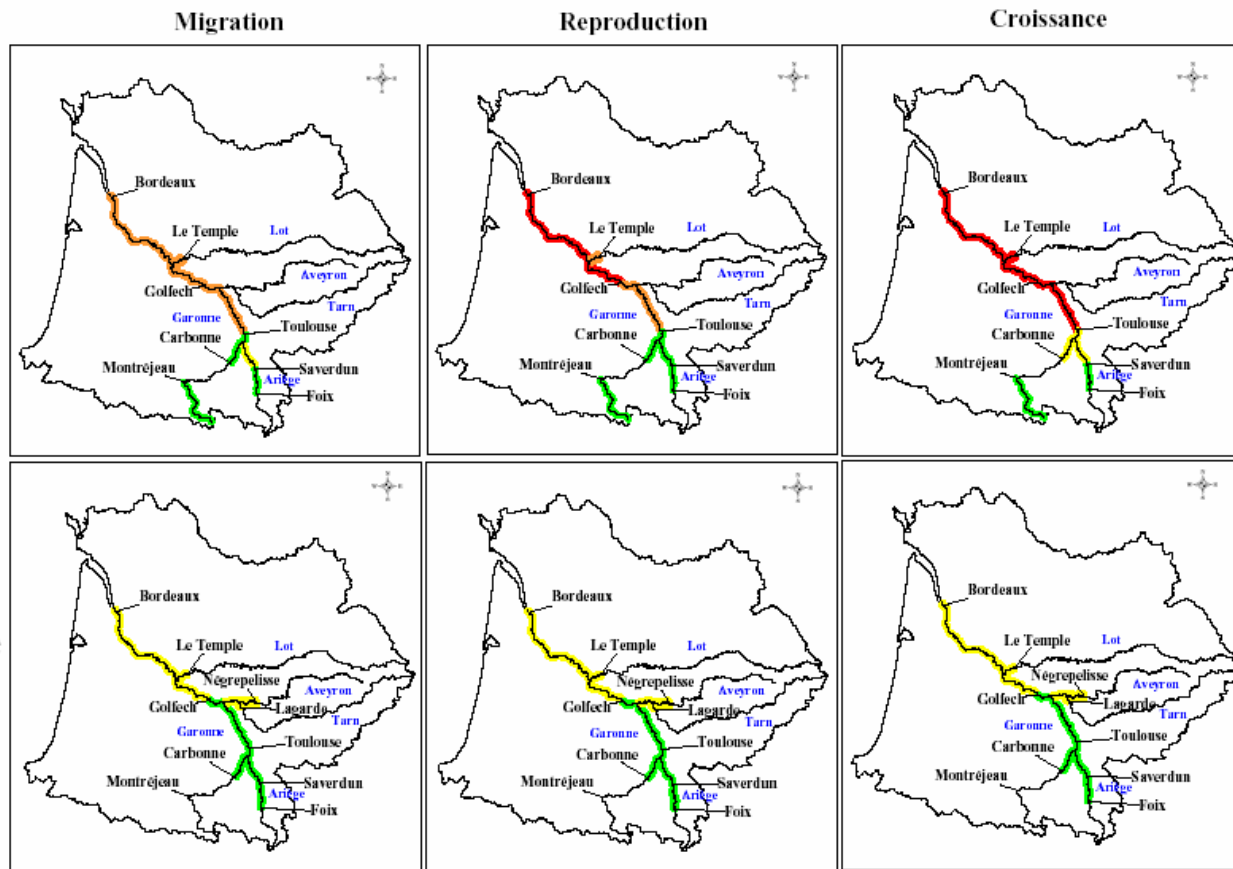 Migration
Reproduction
Croissance
Bordeaux
Le Temple
Lot
Aveyron
Golfech
Tarn
Garonne
Toulouse
Carbonne
Montréjeau
Saverdun
Ariège
Foix
Bordeaux
Le Temple
Lot
Aveyron
Golfech
Tarn
Garonne
Toulouse
Carbonne
Montréjeau
Saverdun
Ariège
Foix
Bordeaux
Le Temple
Lot
Aveyron
Golfech
Tarn
Garonne
Toulouse
Carbonne
Montréjeau
Saverdun
Ariège
Foix
Bordeaux
Le Temple
Lot
Nègrepelisse
Aveyron
Golfech
Lagarde
Tarn
Garonne
Toulouse
Carbonne
Montréjeau
Saverdun
Ariège
Foix
Bordeaux
Le Temple
Lot
Nègrepelisse
Aveyron
Golfech
Lagarde
Tarn
Garonne
Toulouse
Carbonne
Montréjeau
Saverdun
Ariège
Foix
Bordeaux
Le Temple
Lot
Nègrepelisse
Aveyron
Golfech
Lagarde
Tarn
Garonne
Toulouse
Carbonne
Montréjeau
Saverdun
Ariège
Foix